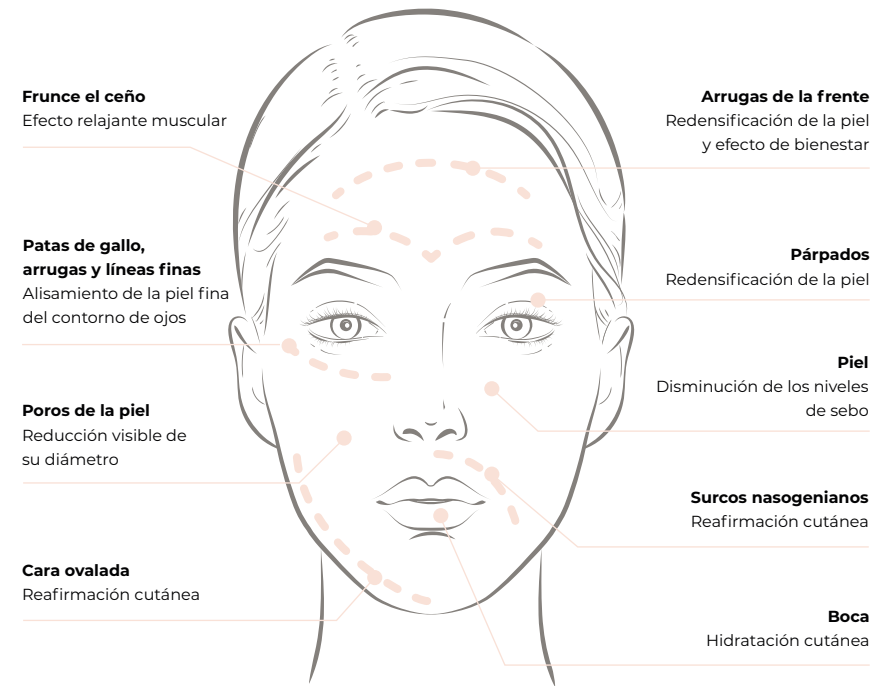 Frunce el ceño
Efecto relajante muscular
Patas de gallo,
arrugas y líneas finas
Alisamiento de la piel fina
del contorno de ojos
Poros de la piel
Reducción visible de
su diámetro
Cara ovalada
Reafirmación cutánea
Arrugas de la frente
Redensificación de la piel
y efecto de bienestar
Párpados
Redensificación de la piel
Piel
Disminución de los niveles
de sebo
Surcos nasogenianos
Reafirmación cutánea
Boca
Hidratación cutánea